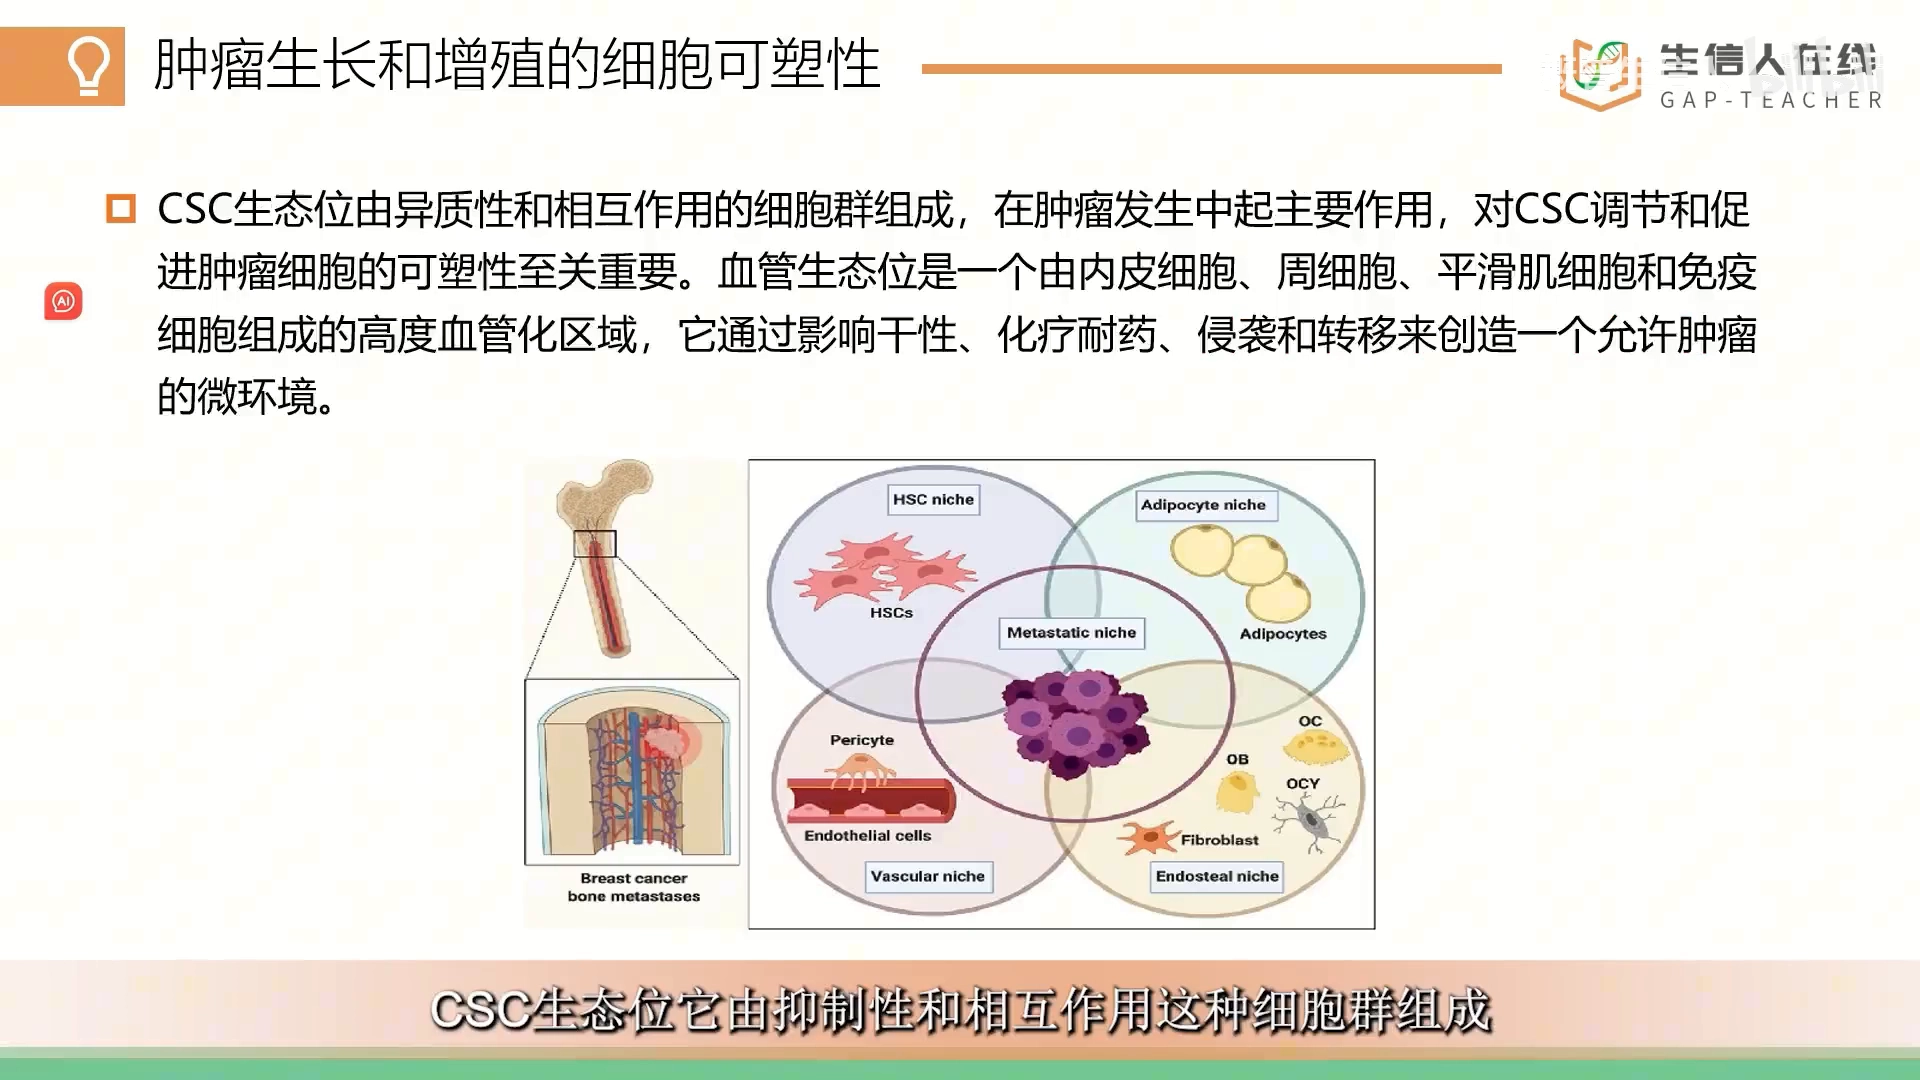 肿瘤生长和增殖的细胞可塑性
生信人在线
GAP-TEACHER
CSC生态位由异质性和相互作用的细胞群组成，在肿瘤发生中起主要作用，对CSC调节和促
进肿瘤细胞的可塑性至关重要。血管生态位是一个由内皮细胞、周细胞、平滑肌细胞和免疫
细胞组成的高度血管化区域，它通过影响干性、化疗耐药、侵袭和转移来创造一个允许肿瘤
的微环境。
AI
HSC niche
Adipocyte niche
HSCs
Metastatic niche
Adipocytes
OC
Pericyte
OB
OCY
Endothelial cells
Fibroblast
Vascular niche
Endosteal niche
Breast cancer
bone metastases
CSC生态位它由抑制性和相互作用这种细胞群组成